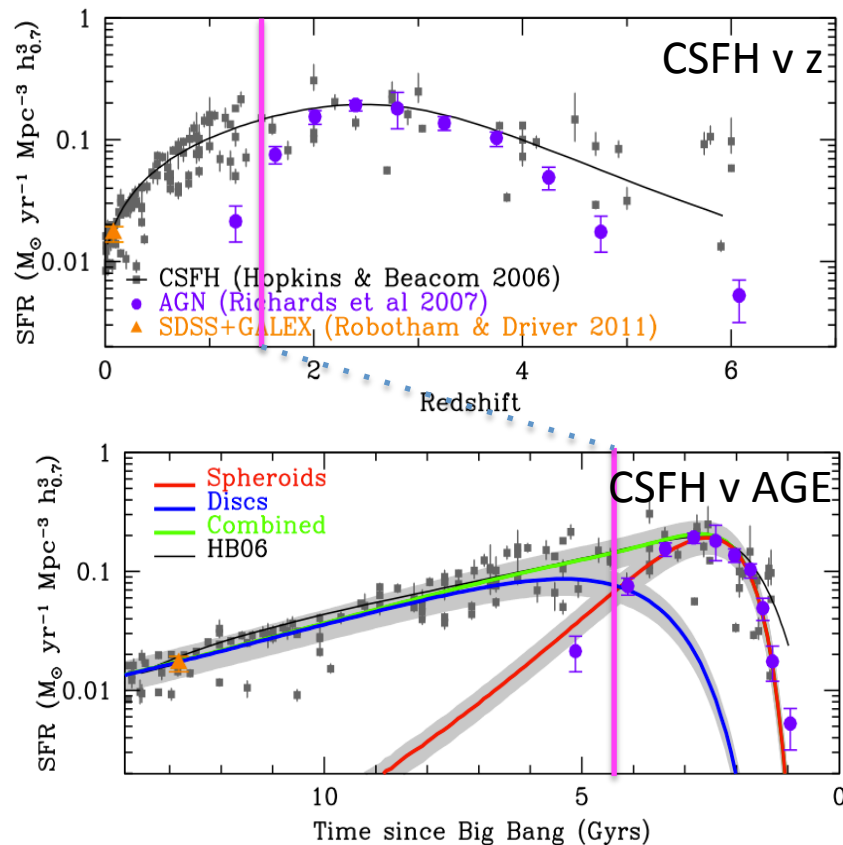 CSFH v z
SFR (M⊙ yr⁻¹ Mpc⁻³ h³₀.₇)
1
0.1
0.01
CSFH (Hopkins & Beacom 2006)
AGN (Richards et al 2007)
SDSS+GALEX (Robotham & Driver 2011)
0 2 4 6
Redshift
CSFH v AGE
SFR (M⊙ yr⁻¹ Mpc⁻³ h³₀.₇)
1
0.1
0.01
Spheroids
Discs
Combined
HB06
10 5 0
Time since Big Bang (Gyrs)